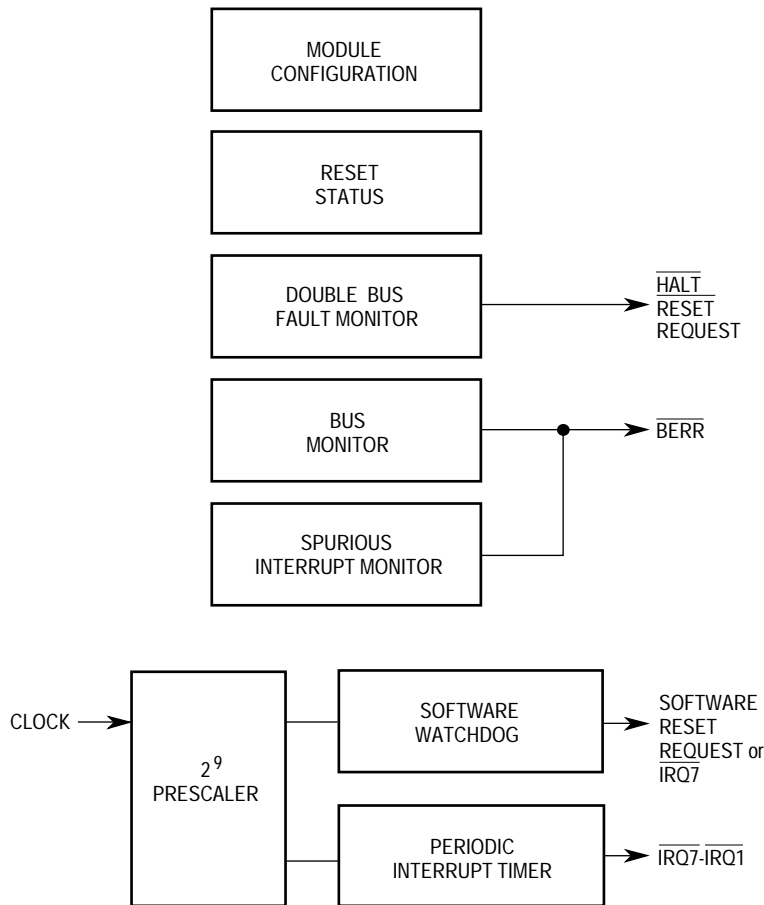 MODULE
CONFIGURATION
RESET
STATUS
DOUBLE BUS
FAULT MONITOR
HALT
RESET
REQUEST
BUS
MONITOR
BERR
SPURIOUS
INTERRUPT MONITOR
CLOCK
2⁹
PRESCALER
SOFTWARE
WATCHDOG
SOFTWARE
RESET
REQUEST or
IRQ7
PERIODIC
INTERRUPT TIMER
IRQ7-IRQ1